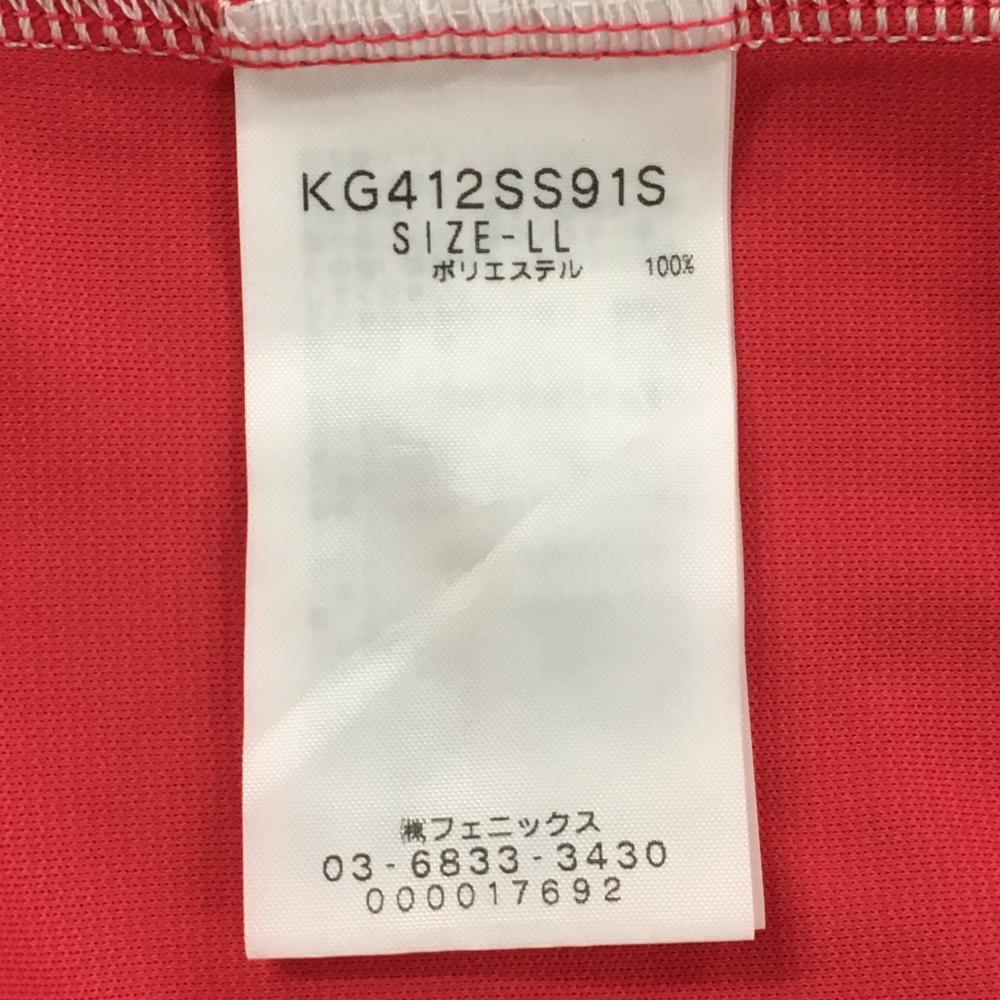 KG412SS91S
SIZE-LL
ポリエステル 100%
㈱フェニックス
03-6833-3430
000017692